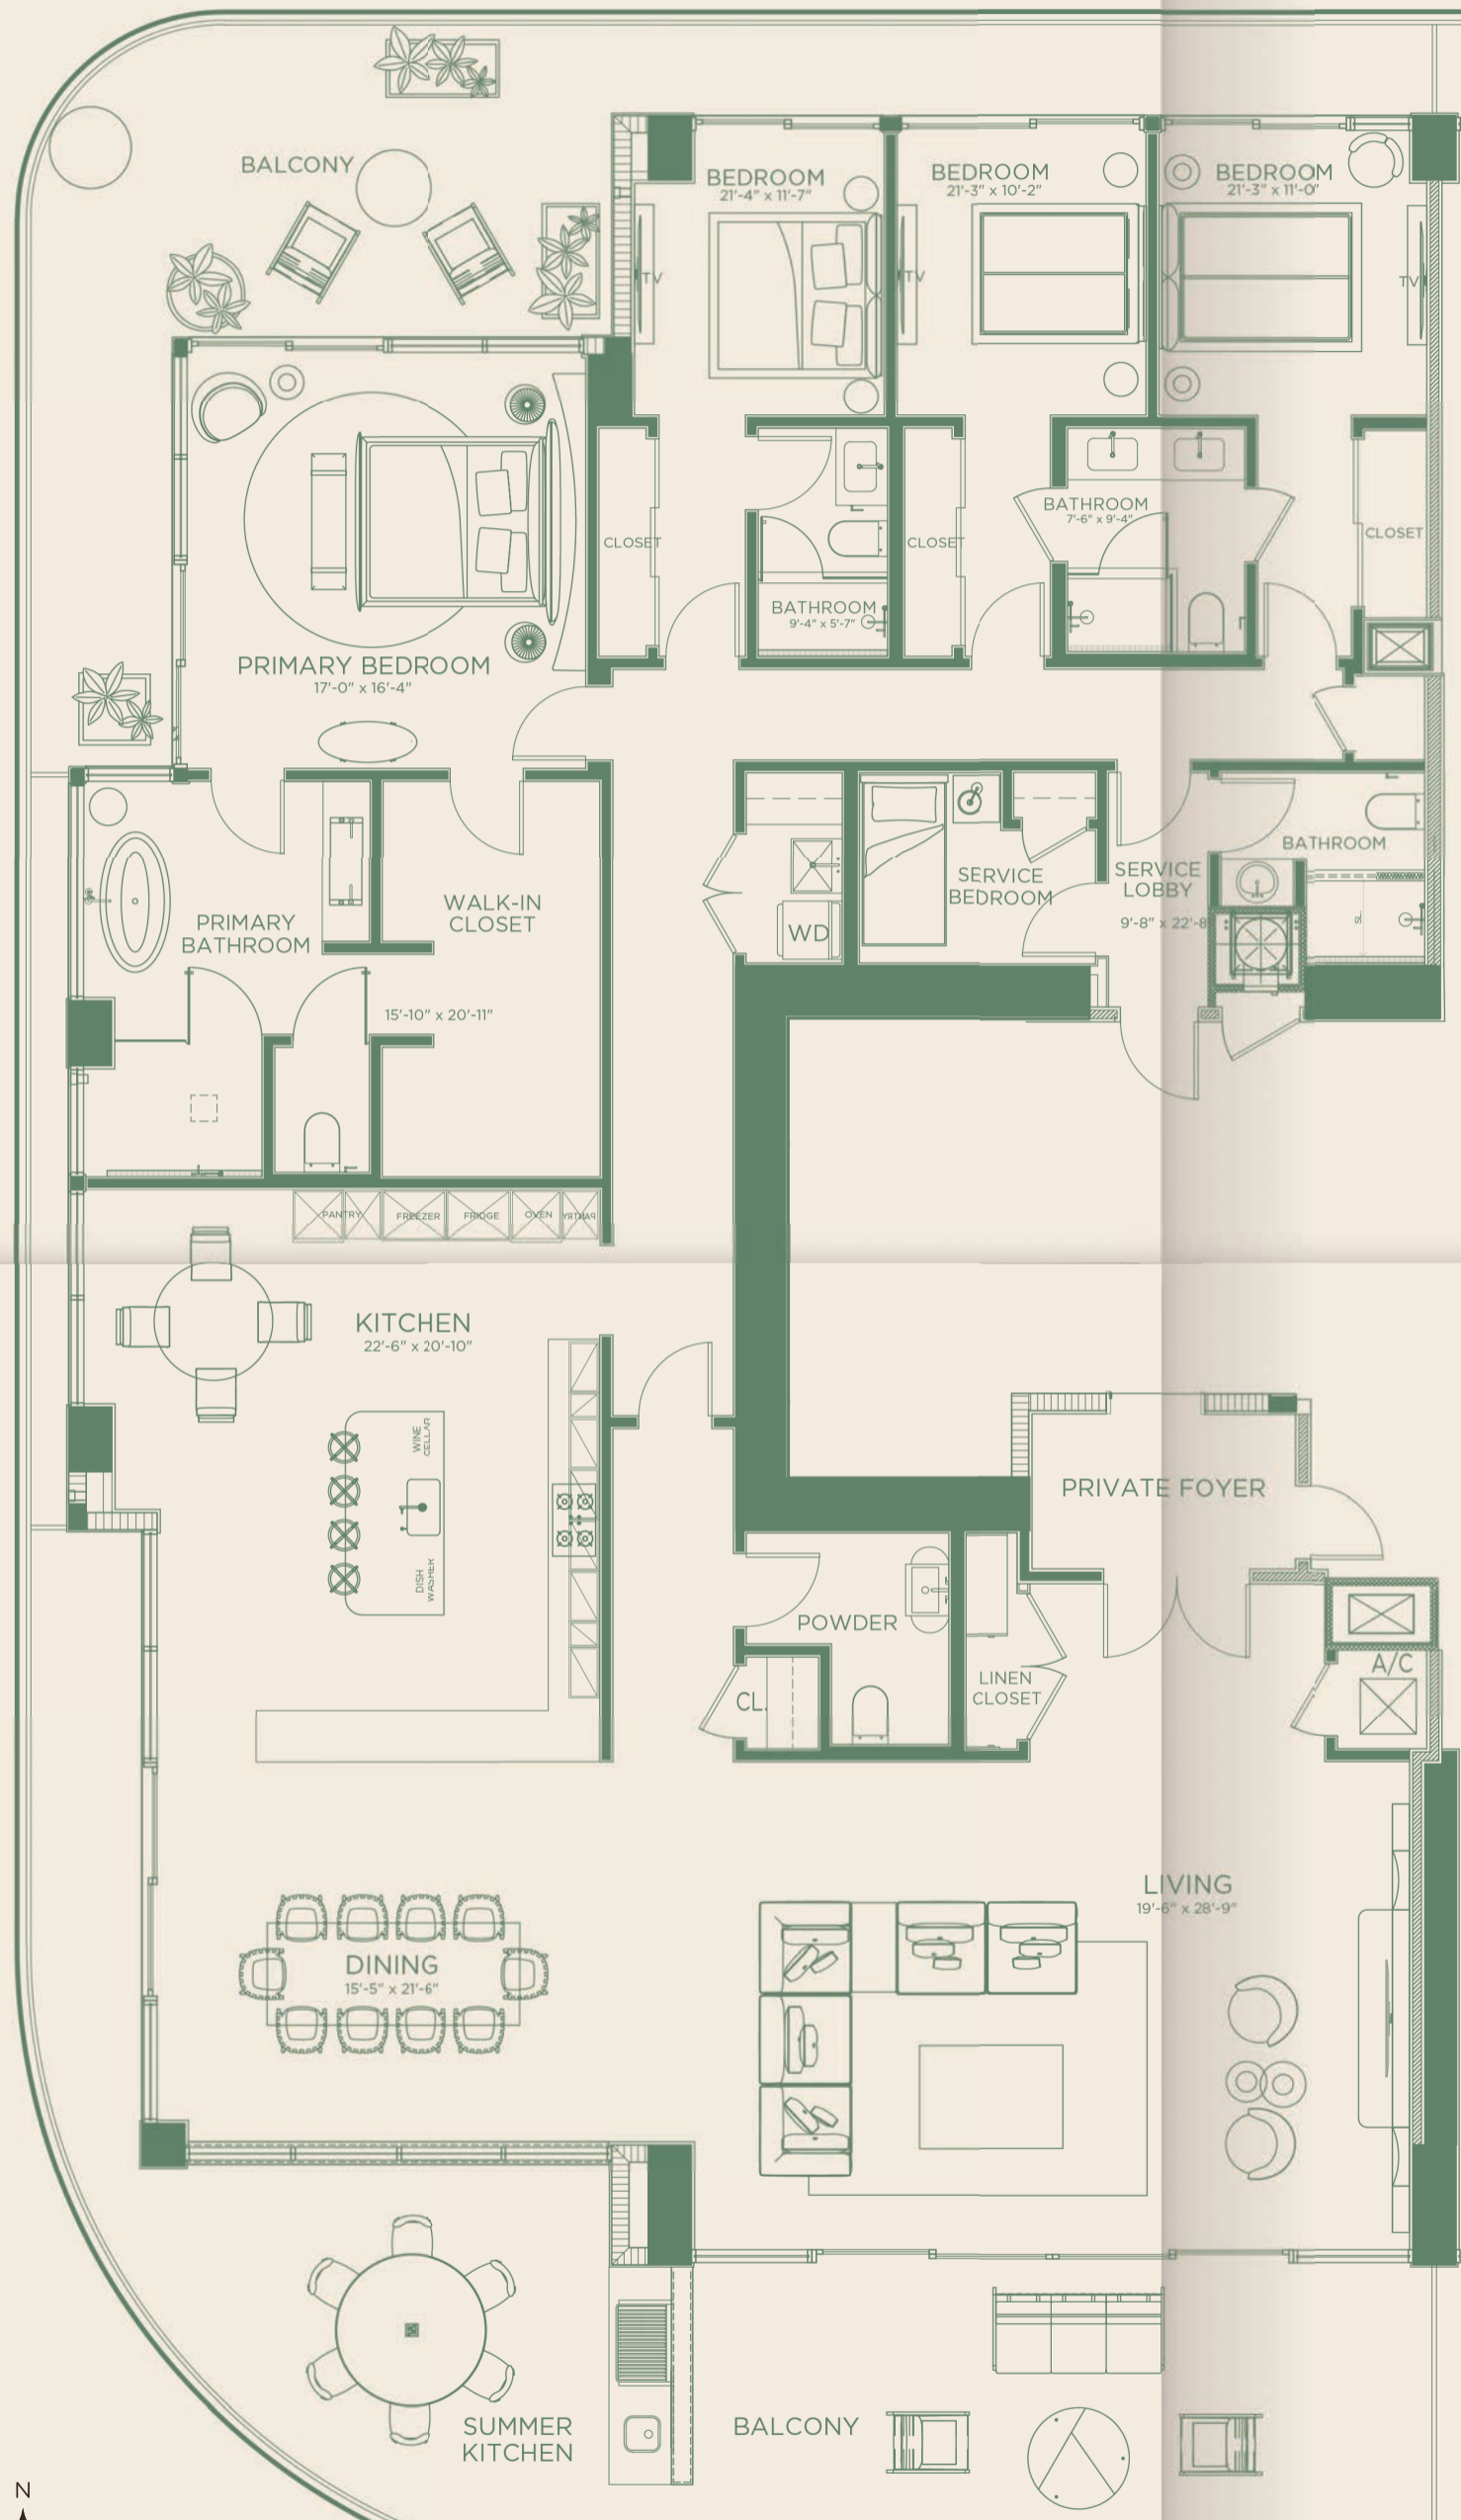 BALCONY
BEDROOM
21'-4" x 11'-7"
BEDROOM
21'-3" x 10'-2"
BEDROOM
21'-3" x 11'-0"
TV
TV
TV
CLOSET
BATHROOM
9'-4" x 5'-7"
CLOSET
BATHROOM
7'-6" x 9'-4"
CLOSET
PRIMARY BEDROOM
17'-0" x 16'-4"
PRIMARY
BATHROOM
WALK-IN
CLOSET
15'-10" x 20'-11"
WD
SERVICE
BEDROOM
SERVICE
LOBBY
9'-8" x 22'-8
BATHROOM
PANTRY
FREEZER
FRIDGE
OVEN
PANTRY
KITCHEN
22'-6" x 20'-10"
WINE
CELLAR
DISH
WASHER
PRIVATE FOYER
POWDER
CL.
LINEN
CLOSET
A/C
LIVING
19'-6" x 28'-9"
DINING
15'-5" x 21'-6"
SUMMER
KITCHEN
BALCONY
N